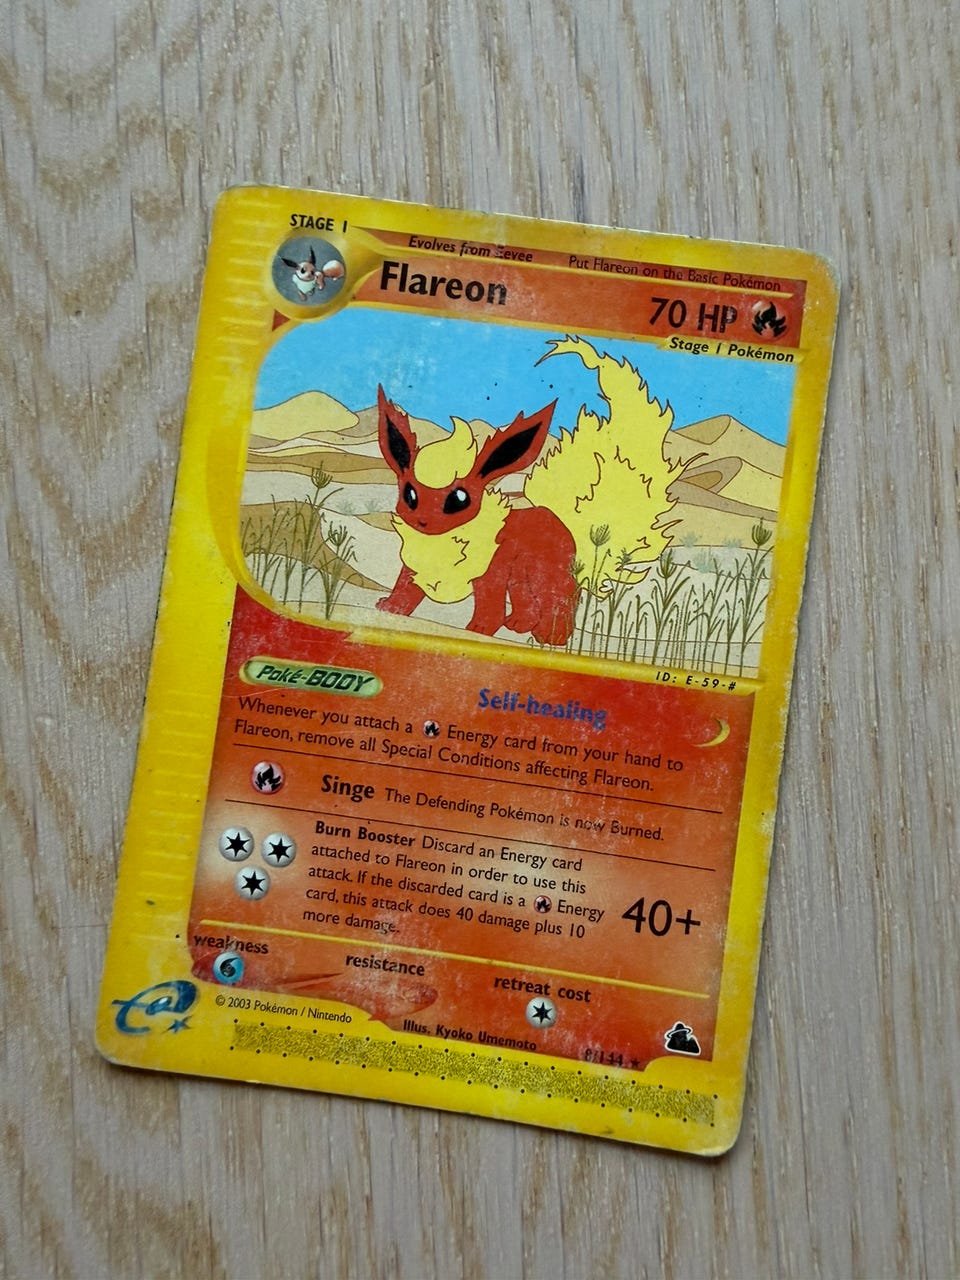 STAGE 1
Evolves from Eevee
Put Flareon on the Basic Pokémon
Flareon
70 HP
Stage 1 Pokémon
ID: E-59-#
Poké-BODY
Self-healing
Whenever you attach a Energy card from your hand to
Flareon, remove all Special Conditions affecting Flareon.
Singe The Defending Pokémon is now Burned.
Burn Booster Discard an Energy card
attached to Flareon in order to use this
attack. If the discarded card is a Energy
card, this attack does 40 damage plus 10
more damage.
40+
weakness
resistance
retreat cost
© 2003 Pokémon / Nintendo
Illus. Kyoko Umemoto
8/144 ★
e